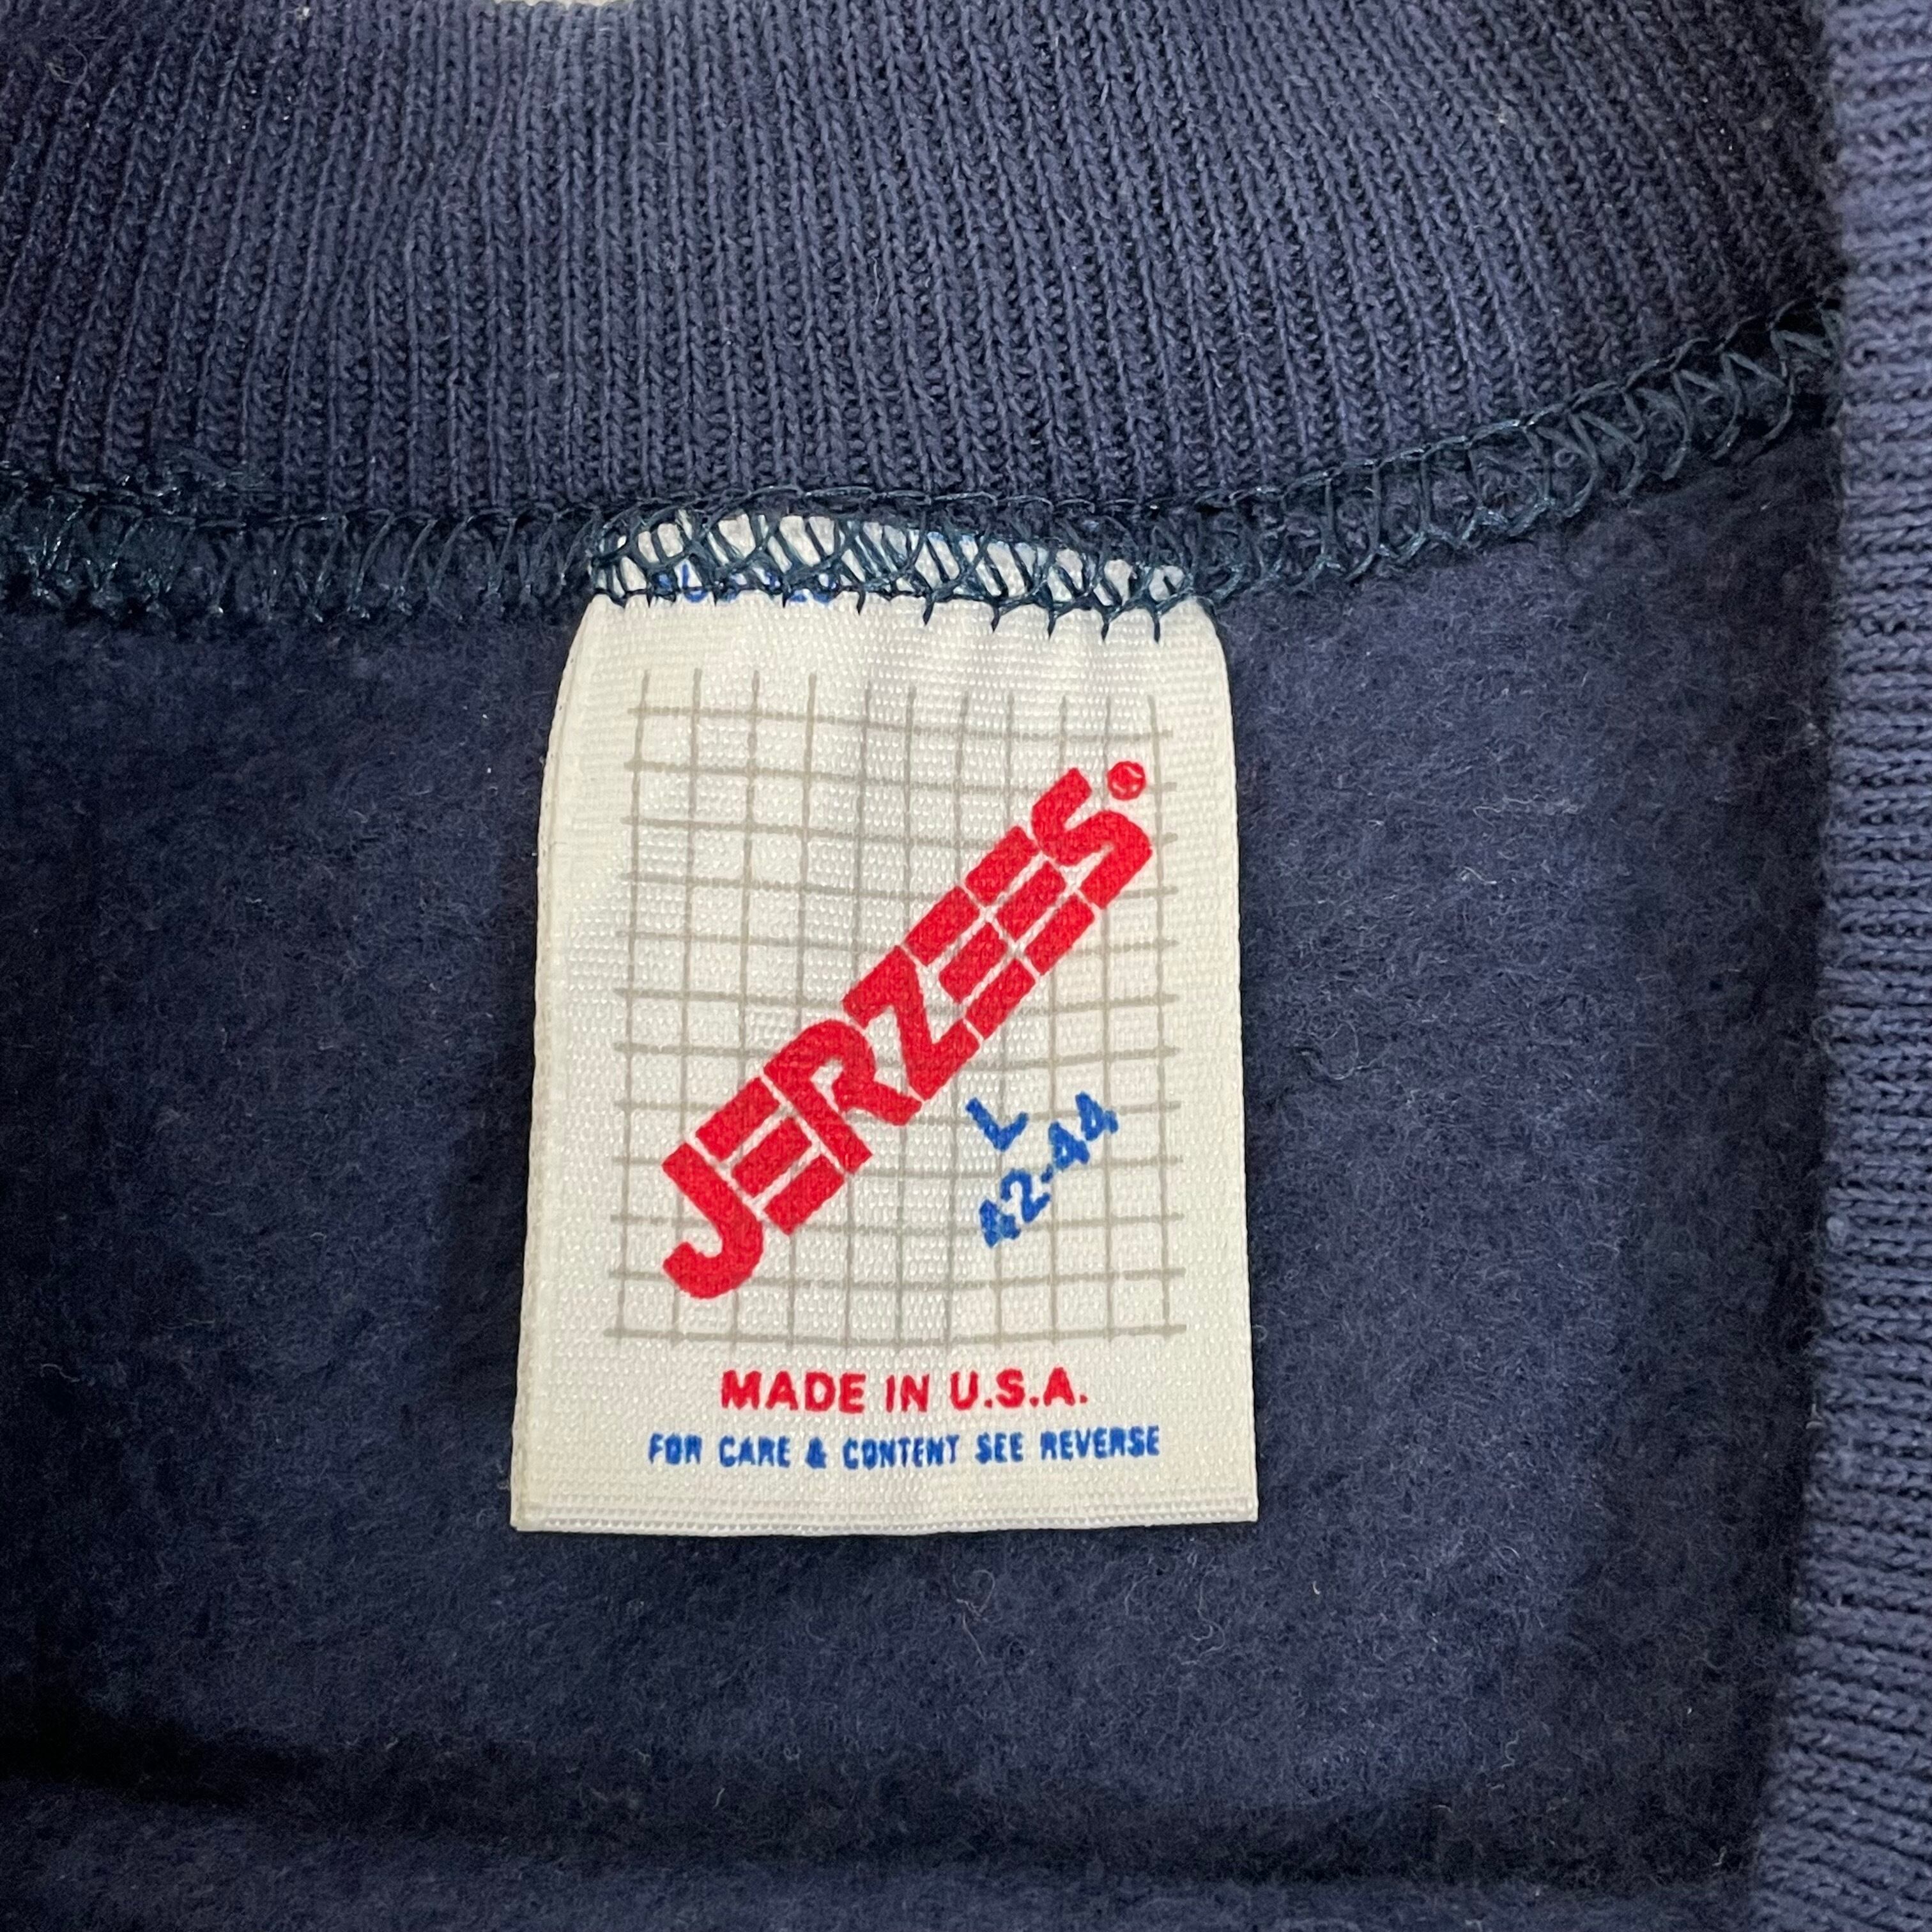 JERZEES®
L
42-44
MADE IN U.S.A.
FOR CARE & CONTENT SEE REVERSE